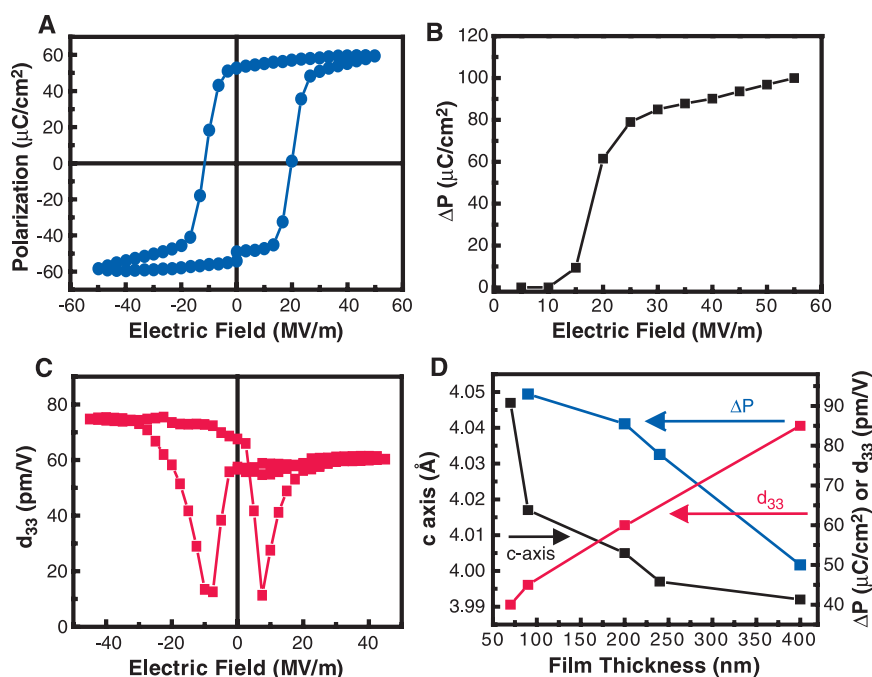 A
Polarization (μC/cm²)
60
40
20
0
-20
-40
-60
-60 -40 -20 0 20 40 60
Electric Field (MV/m)
B
ΔP (μC/cm²)
120
100
80
60
40
20
0
0 10 20 30 40 50 60
Electric Field (MV/m)
C
d₃₃ (pm/V)
80
60
40
20
0
-40 -20 0 20 40
Electric Field (MV/m)
D
c axis (Å)
4.05
4.04
4.03
4.02
4.01
4.00
3.99
ΔP
d₃₃
c-axis
90
80
70
60
50
40
ΔP (μC/cm²) or d₃₃ (pm/V)
50 100 150 200 250 300 350 400
Film Thickness (nm)